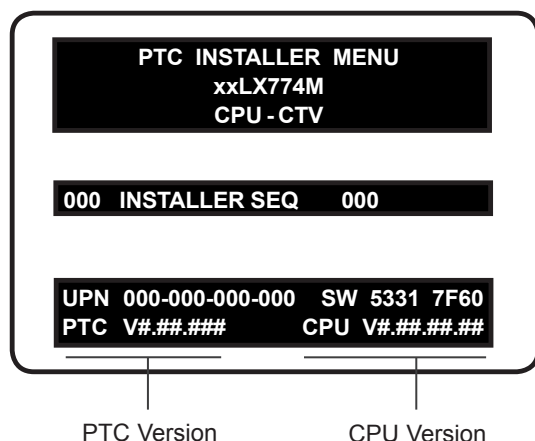 PTC INSTALLER MENU
xxLX774M
CPU - CTV
000 INSTALLER SEQ 000
UPN 000-000-000-000 SW 5331 7F60
PTC V#.##.### CPU V#.##.##.##
PTC Version CPU Version